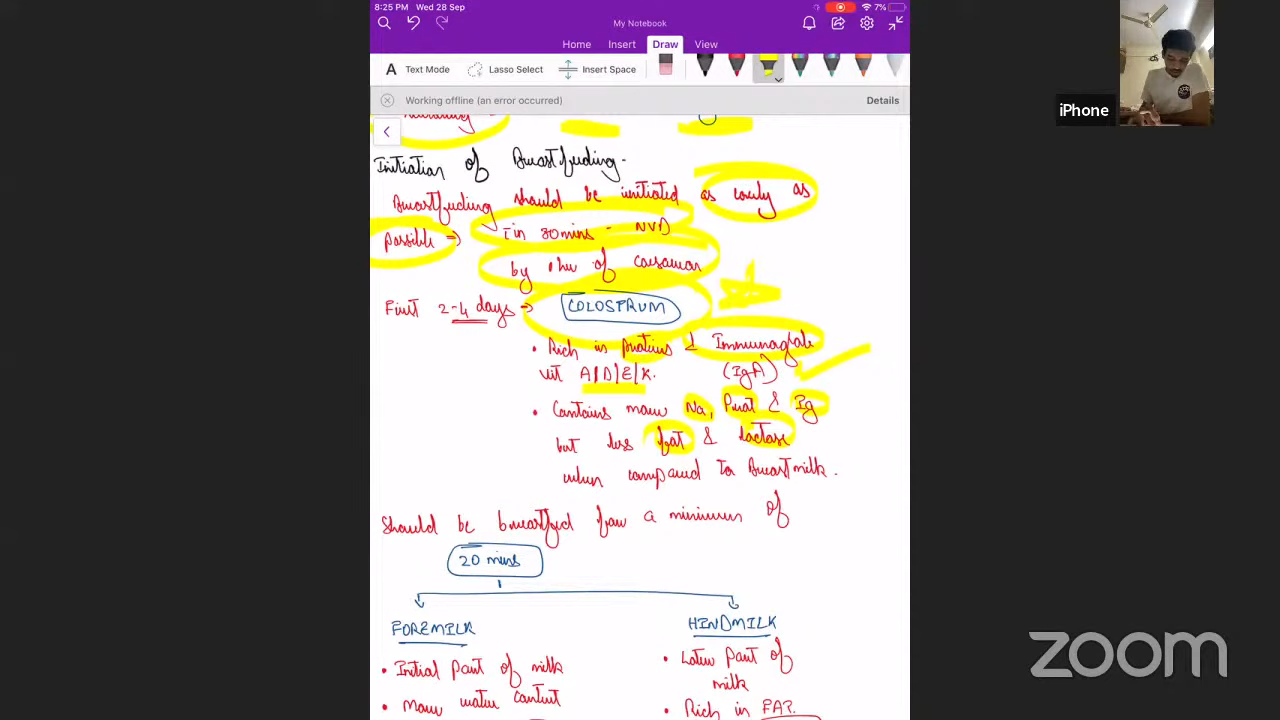 8:25 PM Wed 28 Sep
7%
My Notebook
Home Insert Draw View
Text Mode Lasso Select Insert Space
Working offline (an error occurred) Details
iPhone
Initiation of Breastfeeding-
Breastfeeding should be initiated as early as
possible → in 30 mins - NVD
by 1hr of caesarean
First 2-4 days → COLOSTRUM
• Rich in proteins & Immunoglob
vit A|D|E|K. (IgA)
• Contains more Na, Prot & Ig
but less fat & lactose
when compared to Breastmilk.
Should be breastfed for a minimum of
20 mins
FOREMILK HINDMILK
• Initial part of milk
• Later part of
milk
• More water content
• Rich in FAT.
zoom